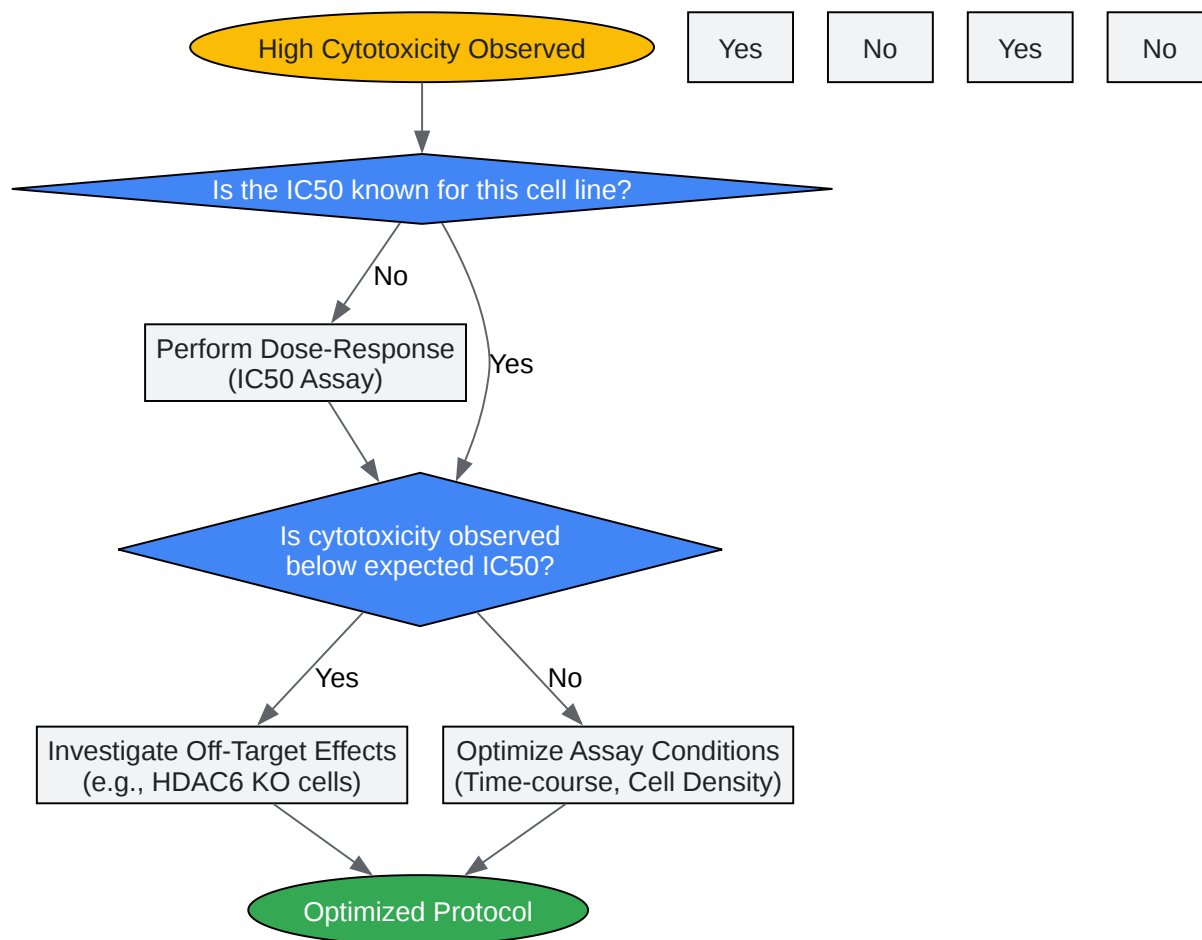 High Cytotoxicity Observed
Yes
No
Yes
No
Is the IC50 known for this cell line?
No
Perform Dose-Response
(IC50 Assay)
Yes
Is cytotoxicity observed
below expected IC50?
Yes
No
Investigate Off-Target Effects
(e.g., HDAC6 KO cells)
Optimize Assay Conditions
(Time-course, Cell Density)
Optimized Protocol